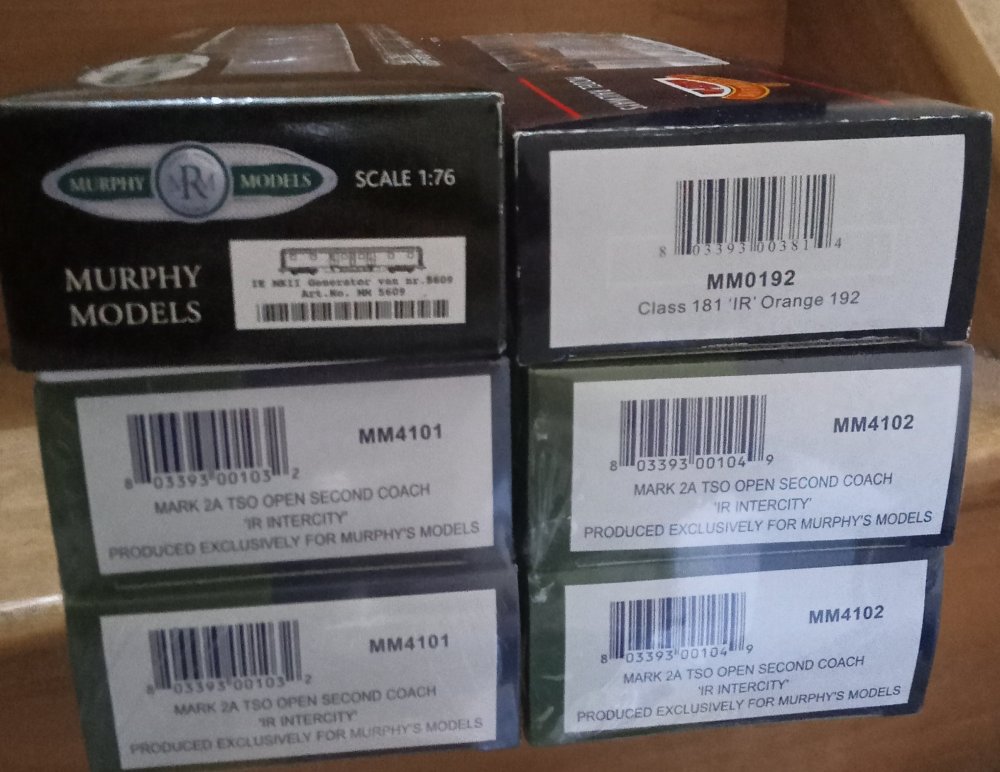 MURPHY MRM MODELS
SCALE 1:76
MURPHY
MODELS
IE MKII Generator van nr.5609
Art.No. MM 5609
MODEL RAILWAYS
8 03393 00381 4
MM0192
Class 181 'IR' Orange 192
MM4101
8 03393 00103 2
MARK 2A TSO OPEN SECOND COACH
'IR INTERCITY'
PRODUCED EXCLUSIVELY FOR MURPHY'S MODELS
MM4102
8 03393 00104 9
MARK 2A TSO OPEN SECOND COACH
'IR INTERCITY'
PRODUCED EXCLUSIVELY FOR MURPHY'S MODELS
MM4101
8 03393 00103 2
MARK 2A TSO OPEN SECOND COACH
'IR INTERCITY'
PRODUCED EXCLUSIVELY FOR MURPHY'S MODELS
MM4102
8 03393 00104 9
MARK 2A TSO OPEN SECOND COACH
'IR INTERCITY'
PRODUCED EXCLUSIVELY FOR MURPHY'S MODELS